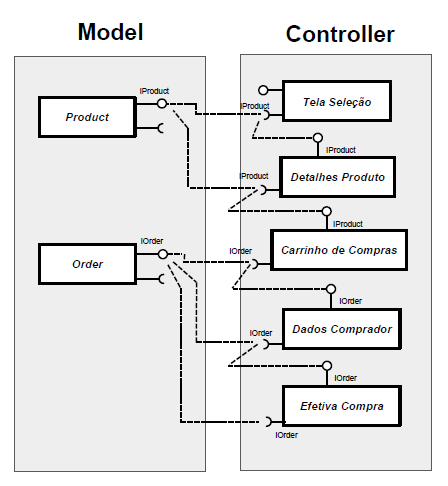 Model
Controller
IProduct
Product
Tela Seleção
IProduct
IProduct
IProduct
Detalhes Produto
IProduct
IOrder
Order
IOrder
Carrinho de Compras
IOrder
IOrder
Dados Comprador
IOrder
Efetiva Compra
IOrder